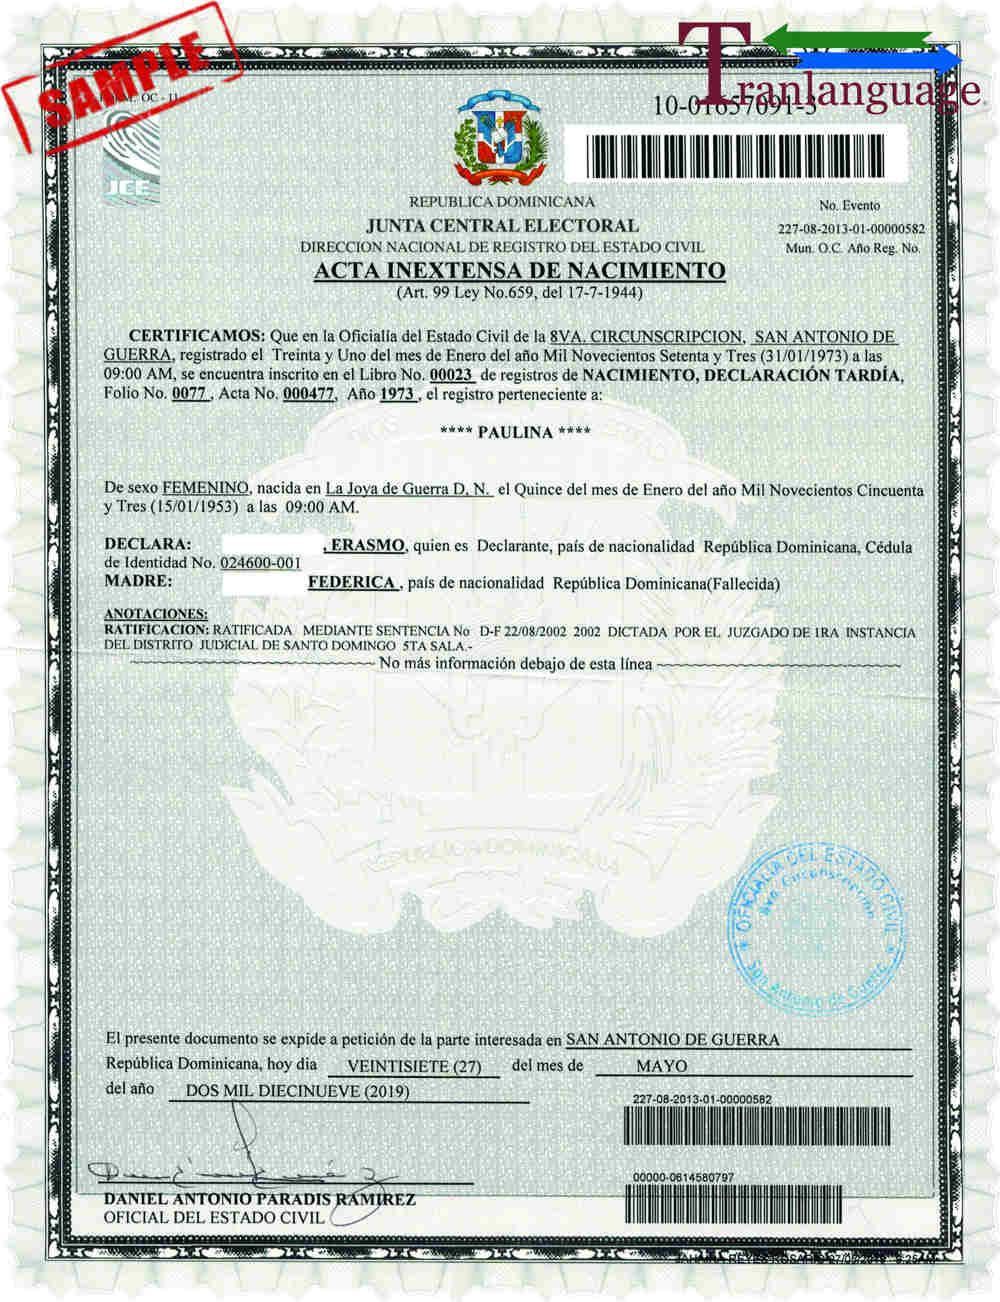 SAMPLE
Tranlanguage
OC - 11
10-01657091-3
JCE
REPUBLICA DOMINICANA
No. Evento
JUNTA CENTRAL ELECTORAL
227-08-2013-01-00000582
DIRECCION NACIONAL DE REGISTRO DEL ESTADO CIVIL
Mun. O.C. Año Reg. No.
ACTA INEXTENSA DE NACIMIENTO
(Art. 99 Ley No.659, del 17-7-1944)
CERTIFICAMOS: Que en la Oficialía del Estado Civil de la 8VA. CIRCUNSCRIPCION, SAN ANTONIO DE
GUERRA, registrado el Treinta y Uno del mes de Enero del año Mil Novecientos Setenta y Tres (31/01/1973) a las
09:00 AM, se encuentra inscrito en el Libro No. 00023 de registros de NACIMIENTO, DECLARACIÓN TARDÍA,
Folio No. 0077 , Acta No. 000477, Año 1973 , el registro perteneciente a:
**** PAULINA ****
De sexo FEMENINO, nacida en La Joya de Guerra D, N. el Quince del mes de Enero del año Mil Novecientos Cincuenta
y Tres (15/01/1953) a las 09:00 AM.
DECLARA: , ERASMO, quien es Declarante, país de nacionalidad República Dominicana, Cédula
de Identidad No. 024600-001
MADRE: FEDERICA , país de nacionalidad República Dominicana(Fallecida)
ANOTACIONES:
RATIFICACION: RATIFICADA MEDIANTE SENTENCIA No D-F 22/08/2002 2002 DICTADA POR EL JUZGADO DE 1RA INSTANCIA
DEL DISTRITO JUDICIAL DE SANTO DOMINGO 5TA SALA.-
No más información debajo de esta línea
REPUBLICA DOMINICANA
OFICIALIA DEL ESTADO CIVIL
8va. Circunscripcion
San Antonio de Guerra
El presente documento se expide a petición de la parte interesada en SAN ANTONIO DE GUERRA
República Dominicana, hoy dia VEINTISIETE (27) del mes de MAYO
del año DOS MIL DIECINUEVE (2019)
227-08-2013-01-00000582
00000-0614580797
DANIEL ANTONIO PARADIS RAMIREZ
OFICIAL DEL ESTADO CIVIL